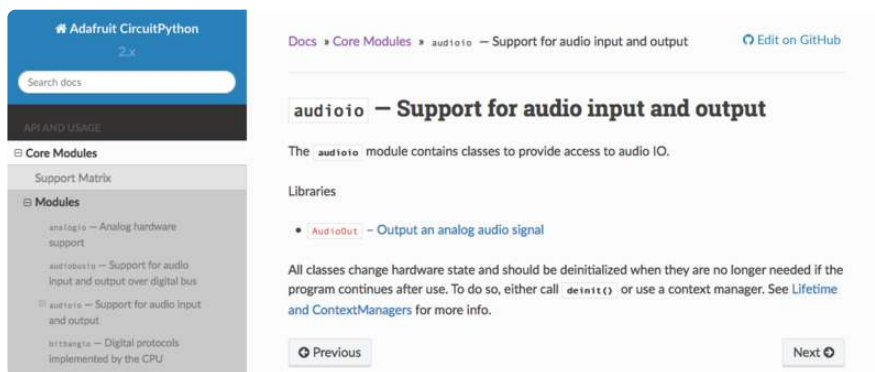 Adafruit CircuitPython
2.x
Search docs
API AND USAGE
Core Modules
Support Matrix
Modules
analogio — Analog hardware
support
audiobusio — Support for audio
input and output over digital bus
audioio — Support for audio input
and output
bitbangio — Digital protocols
implemented by the CPU
Docs » Core Modules » audioio — Support for audio input and output
Edit on GitHub
audioio — Support for audio input and output
The audioio module contains classes to provide access to audio IO.
Libraries
• AudioOut – Output an analog audio signal
All classes change hardware state and should be deinitialized when they are no longer needed if the
program continues after use. To do so, either call deinit() or use a context manager. See Lifetime
and ContextManagers for more info.
Previous
Next